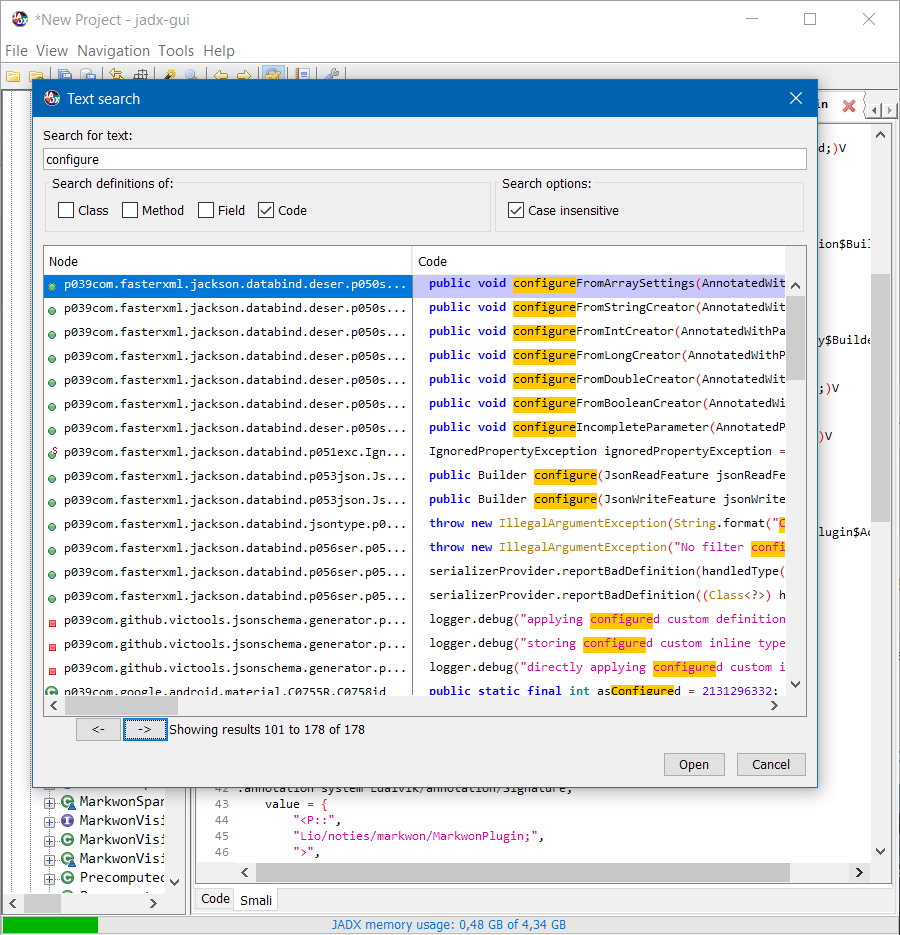 *New Project - jadx-gui
File View Navigation Tools Help
Text search
in
Search for text:
configure
d;)V
Search definitions of:
Search options:
Class Method Field Code
Case insensitive
ion$Buil
Node Code
p039com.fasterxml.jackson.databind.deser.p050s... public void configureFromArraySettings(AnnotatedWit
p039com.fasterxml.jackson.databind.deser.p050s... public void configureFromStringCreator(AnnotatedWit
p039com.fasterxml.jackson.databind.deser.p050s... public void configureFromIntCreator(AnnotatedWithPa
y$Builde
p039com.fasterxml.jackson.databind.deser.p050s... public void configureFromLongCreator(AnnotatedWithP
p039com.fasterxml.jackson.databind.deser.p050s... public void configureFromDoubleCreator(AnnotatedWit
;)V
p039com.fasterxml.jackson.databind.deser.p050s... public void configureFromBooleanCreator(AnnotatedWi
p039com.fasterxml.jackson.databind.deser.p050s... public void configureIncompleteParameter(AnnotatedP
)V
p039com.fasterxml.jackson.databind.p051exc.Ign... IgnoredPropertyException ignoredPropertyException =
p039com.fasterxml.jackson.databind.p053json.Js... public Builder configure(JsonReadFeature jsonReadFe
p039com.fasterxml.jackson.databind.p053json.Js... public Builder configure(JsonWriteFeature jsonWrite
p039com.fasterxml.jackson.databind.jsontype.p0... throw new IllegalArgumentException(String.format("C
lugin$Ac
p039com.fasterxml.jackson.databind.p056ser.p05... throw new IllegalArgumentException("No filter confi
p039com.fasterxml.jackson.databind.p056ser.p05... serializerProvider.reportBadDefinition(handledType(
p039com.fasterxml.jackson.databind.p056ser.p05... serializerProvider.reportBadDefinition((Class<?>) h
p039com.github.victools.jsonschema.generator.p... logger.debug("applying configured custom definition
p039com.github.victools.jsonschema.generator.p... logger.debug("storing configured custom inline type
p039com.github.victools.jsonschema.generator.p... logger.debug("directly applying configured custom i
p039com.google.android.material.C0755R.C0758id public static final int asConfigured = 2131296332;
<- -> Showing results 101 to 178 of 178
Open Cancel
42 .annotation system Ldalvik/annotation/Signature;
MarkwonSpan
43 value = {
MarkwonVisi
44 "<P::",
MarkwonVisi
45 "Lio/noties/markwon/MarkwonPlugin;",
MarkwonVisi
46 ">",
Precomputed
Code Smali
JADX memory usage: 0,48 GB of 4,34 GB